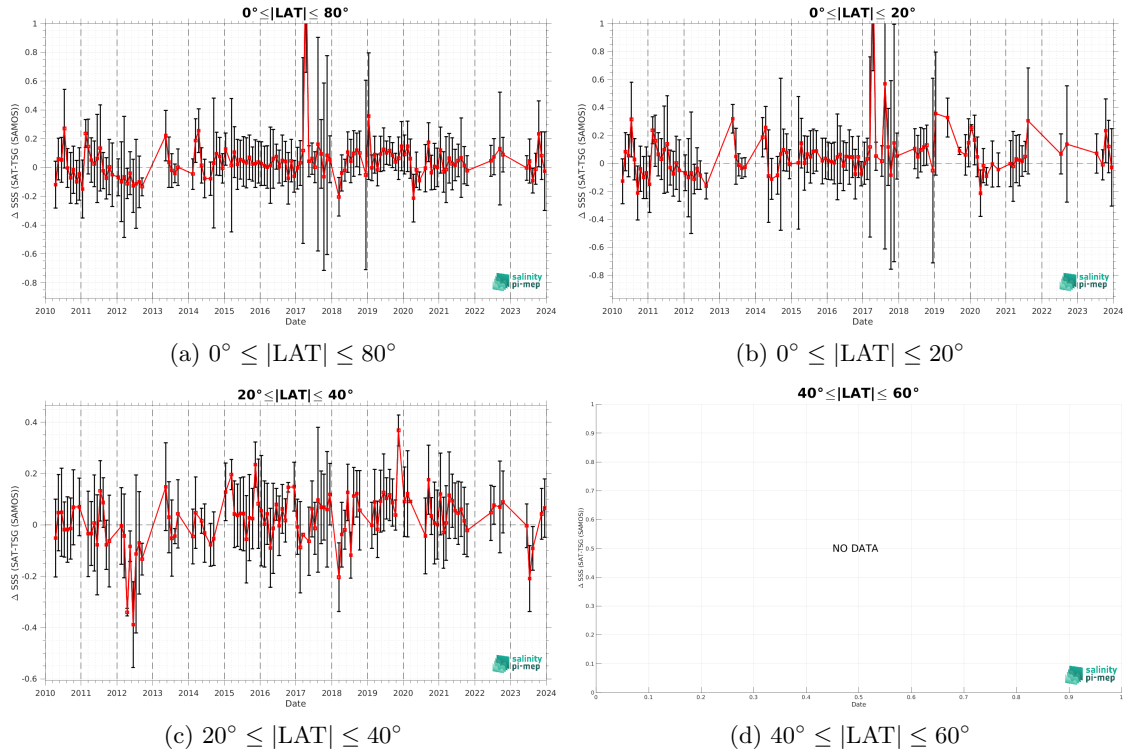 0°≤|LAT|≤ 80°
Δ SSS (SAT-TSG (SAMOS))
1
0.8
0.6
0.4
0.2
0
-0.2
-0.4
-0.6
-0.8
2010 2011 2012 2013 2014 2015 2016 2017 2018 2019 2020 2021 2022 2023 2024
Date
salinity
pi-mep
(a) 0° ≤ |LAT| ≤ 80°
0°≤|LAT|≤ 20°
Δ SSS (SAT-TSG (SAMOS))
1
0.8
0.6
0.4
0.2
0
-0.2
-0.4
-0.6
-0.8
2010 2011 2012 2013 2014 2015 2016 2017 2018 2019 2020 2021 2022 2023 2024
Date
salinity
pi-mep
(b) 0° ≤ |LAT| ≤ 20°
20°≤|LAT|≤ 40°
Δ SSS (SAT-TSG (SAMOS))
0.4
0.2
0
-0.2
-0.4
-0.6
2010 2011 2012 2013 2014 2015 2016 2017 2018 2019 2020 2021 2022 2023 2024
Date
salinity
pi-mep
(c) 20° ≤ |LAT| ≤ 40°
40°≤|LAT|≤ 60°
Δ SSS (SAT-TSG (SAMOS))
1
0.9
0.8
0.7
0.6
0.5
0.4
0.3
0.2
0.1
0
NO DATA
0 0.1 0.2 0.3 0.4 0.5 0.6 0.7 0.8 0.9 1
Date
salinity
pi-mep
(d) 40° ≤ |LAT| ≤ 60°